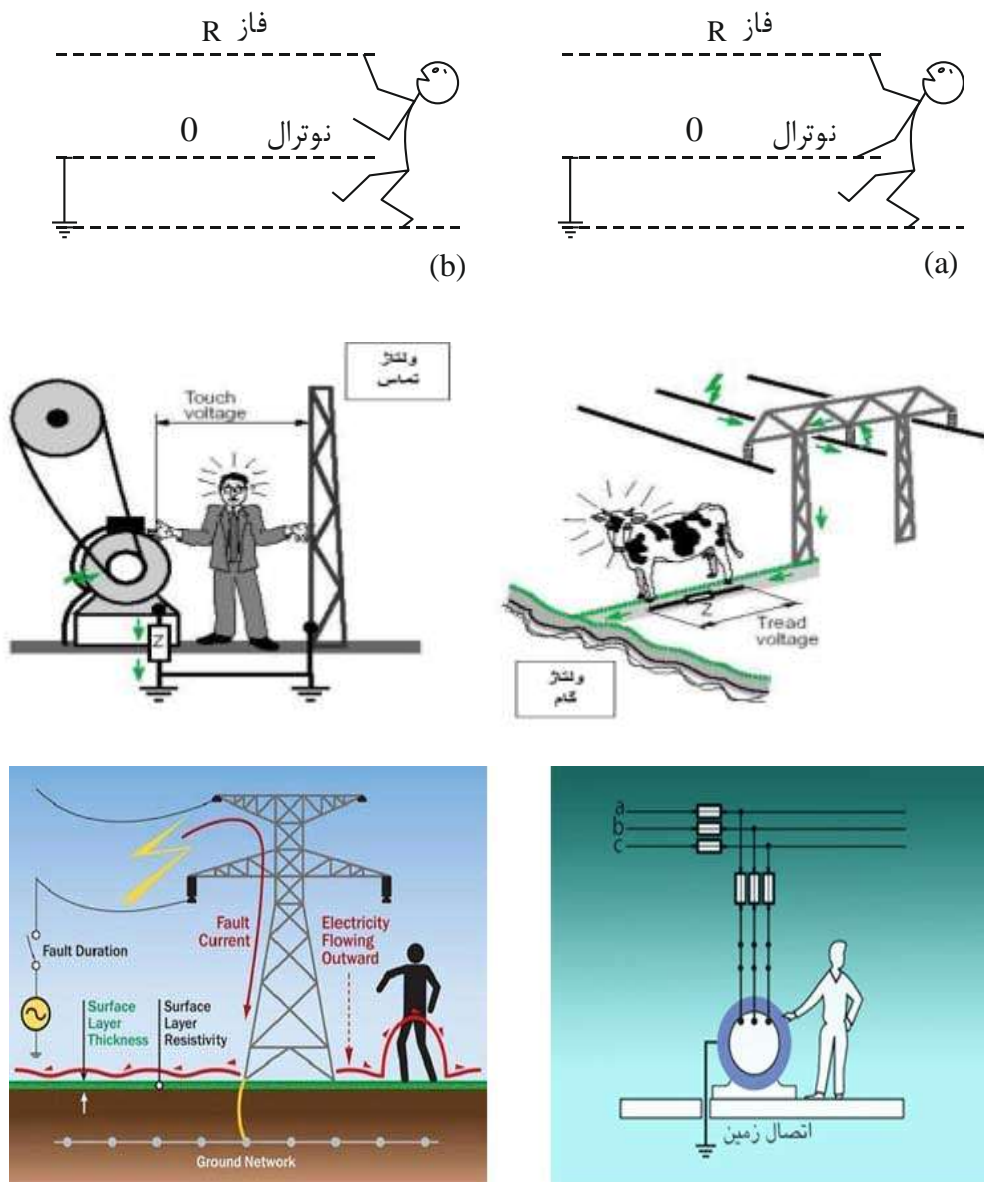 فاز R
فاز R
نوترال 0
نوترال 0
(b)
(a)
ولتاژ
تماس
Touch
voltage
Z
Z
Tread
voltage
ولتاژ
گام
a
b
c
Fault
Current
Electricity
Flowing
Outward
Fault Duration
Surface
Layer
Thickness
Surface
Layer
Resistivity
Ground Network
اتصال زمین